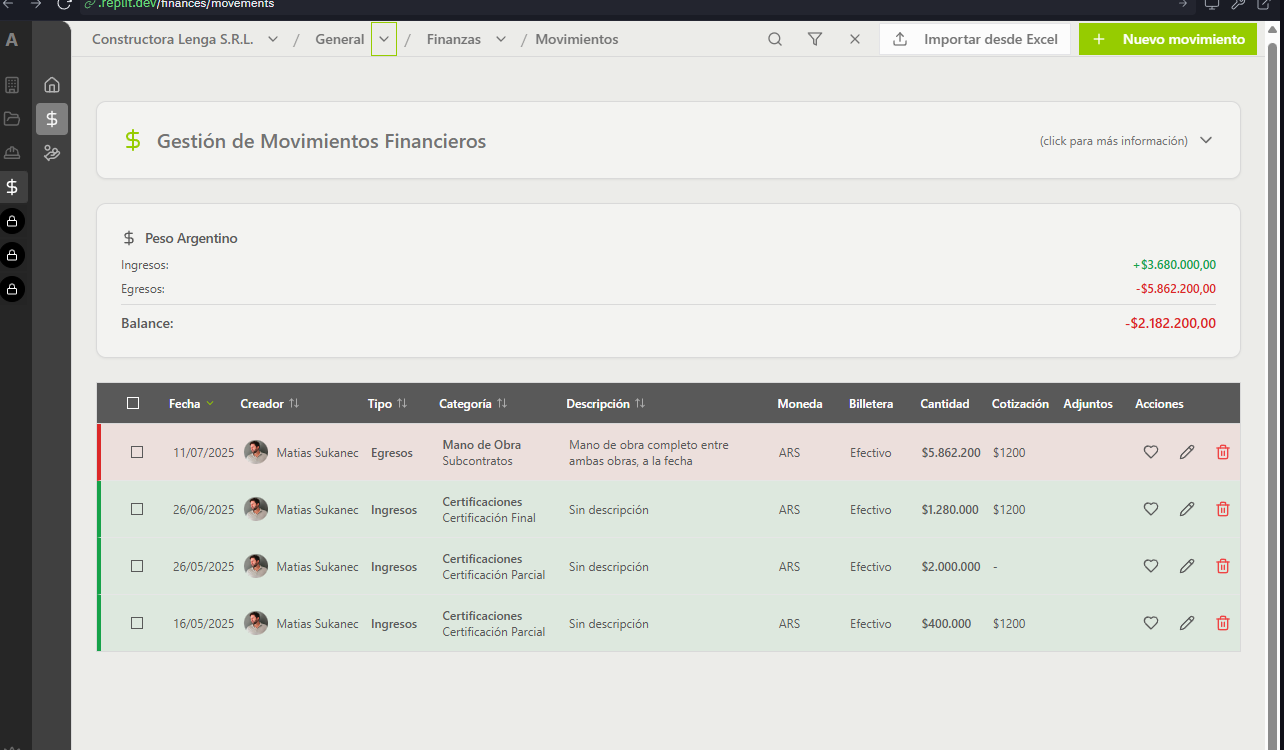 .replit.dev/finances/movements
A
Constructora Lenga S.R.L. / General / Finanzas / Movimientos
Importar desde Excel
+ Nuevo movimiento
$ Gestión de Movimientos Financieros
(click para más información)
$ Peso Argentino
Ingresos: +$3.680.000,00
Egresos: -$5.862.200,00
Balance: -$2.182.200,00
Fecha Creador Tipo Categoría Descripción Moneda Billetera Cantidad Cotización Adjuntos Acciones
11/07/2025 Matias Sukanec Egresos Mano de Obra Mano de obra completo entre ARS Efectivo $5.862.200 $1200
Subcontratos ambas obras, a la fecha
26/06/2025 Matias Sukanec Ingresos Certificaciones Sin descripción ARS Efectivo $1.280.000 $1200
Certificación Final
26/05/2025 Matias Sukanec Ingresos Certificaciones Sin descripción ARS Efectivo $2.000.000 -
Certificación Parcial
16/05/2025 Matias Sukanec Ingresos Certificaciones Sin descripción ARS Efectivo $400.000 $1200
Certificación Parcial